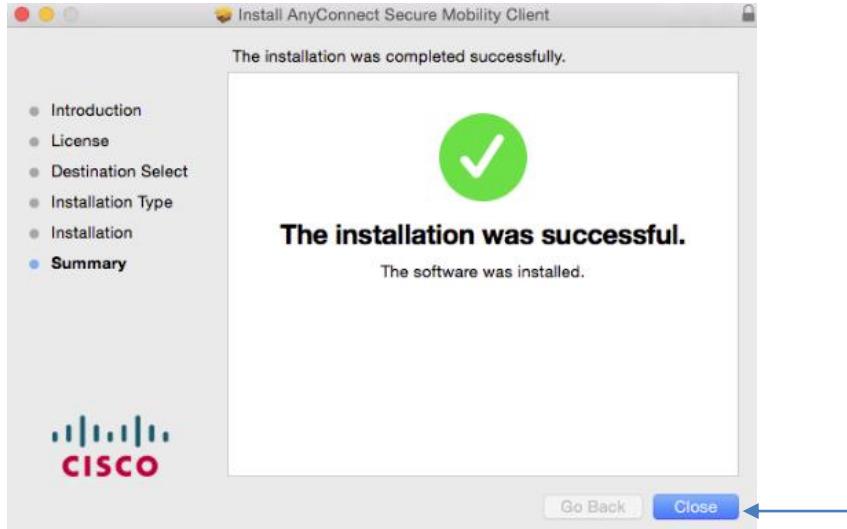 Install AnyConnect Secure Mobility Client
The installation was completed successfully.
Introduction
License
Destination Select
Installation Type
Installation
Summary
The installation was successful.
The software was installed.
CISCO
Go Back
Close